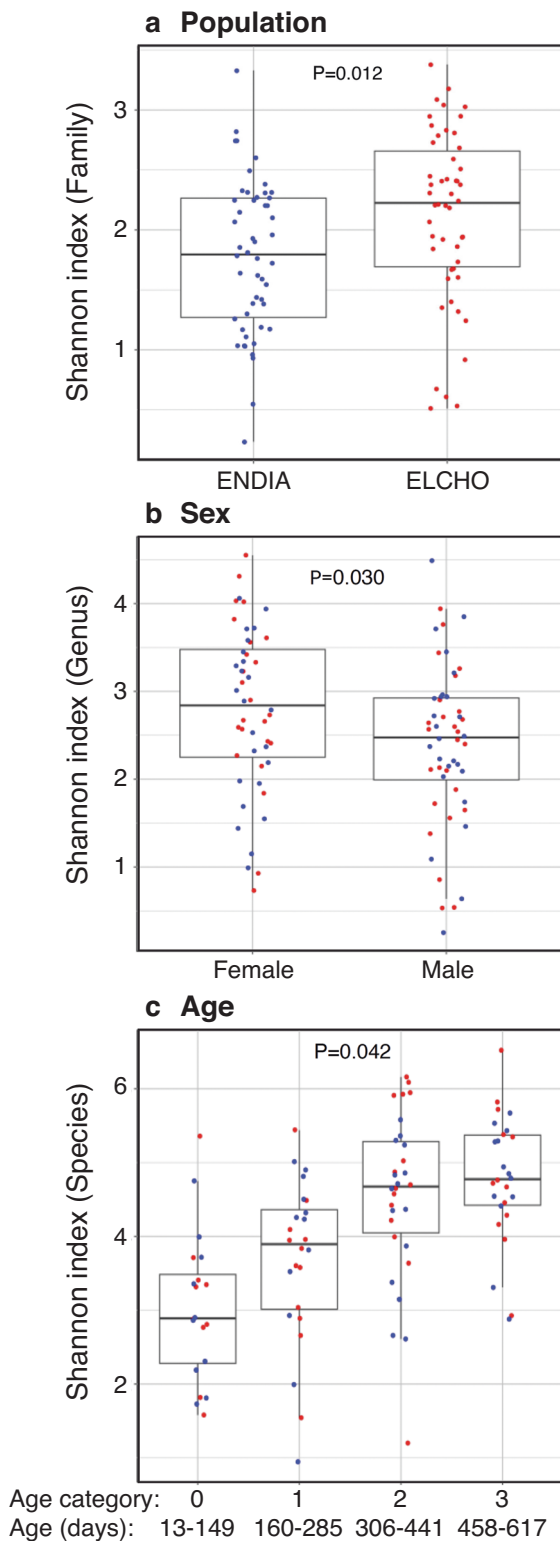 a Population
P=0.012
Shannon index (Family)
3
2
1
ENDIA ELCHO
b Sex
P=0.030
Shannon index (Genus)
4
3
2
1
Female Male
c Age
P=0.042
Shannon index (Species)
6
4
2
Age category: 0 1 2 3
Age (days): 13-149 160-285 306-441 458-617